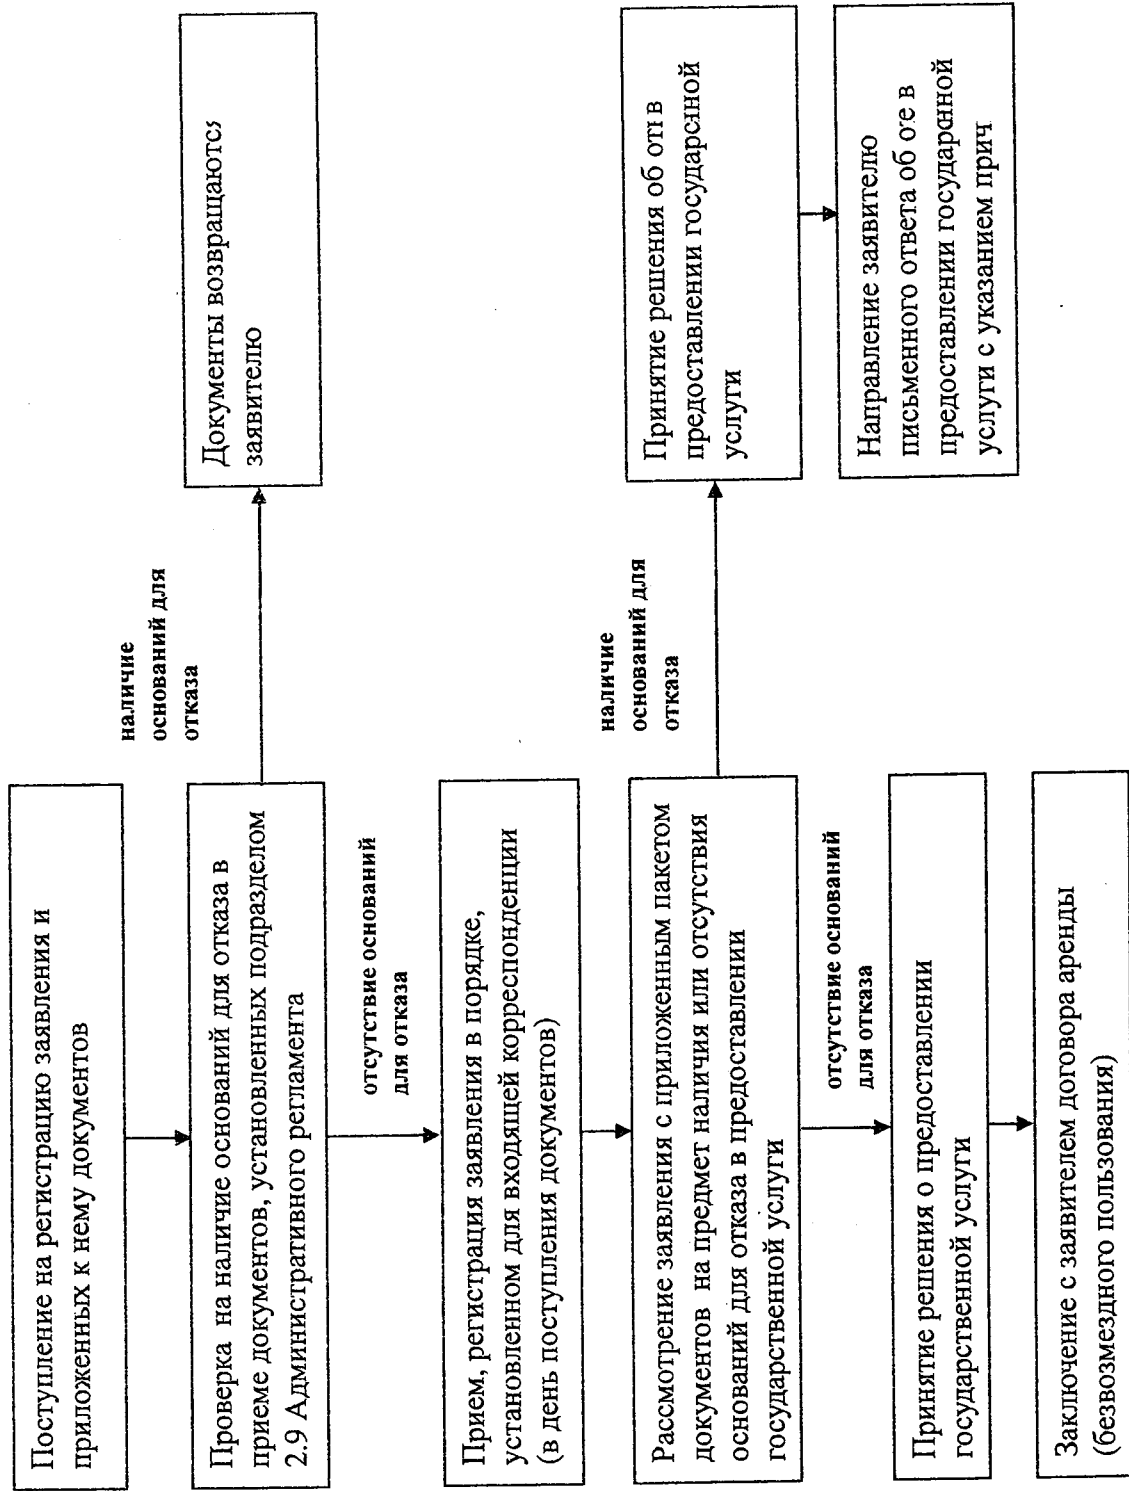 Поступление на регистрацию заявления и
приложенных к нему документов
наличие
оснований для
отказа
Проверка на наличие оснований для отказа в
приеме документов, установленных подразделом
2.9 Административного регламента
Документы возвращаются
заявителю
отсутствие оснований
для отказа
Прием, регистрация заявления в порядке,
установленном для входящей корреспонденции
(в день поступления документов)
наличие
оснований для
отказа
Рассмотрение заявления с приложенным пакетом
документов на предмет наличия или отсутствия
оснований для отказа в предоставлении
государственной услуги
Принятие решения об в
предоставлении
услуги
отсутствие оснований
для отказа
Направление заявителю
письменного ответа об в
предоставлении
услуги с указанием
Принятие решения о предоставлении
государственной услуги
Заключение с заявителем договора аренды
(безвозмездного пользования)